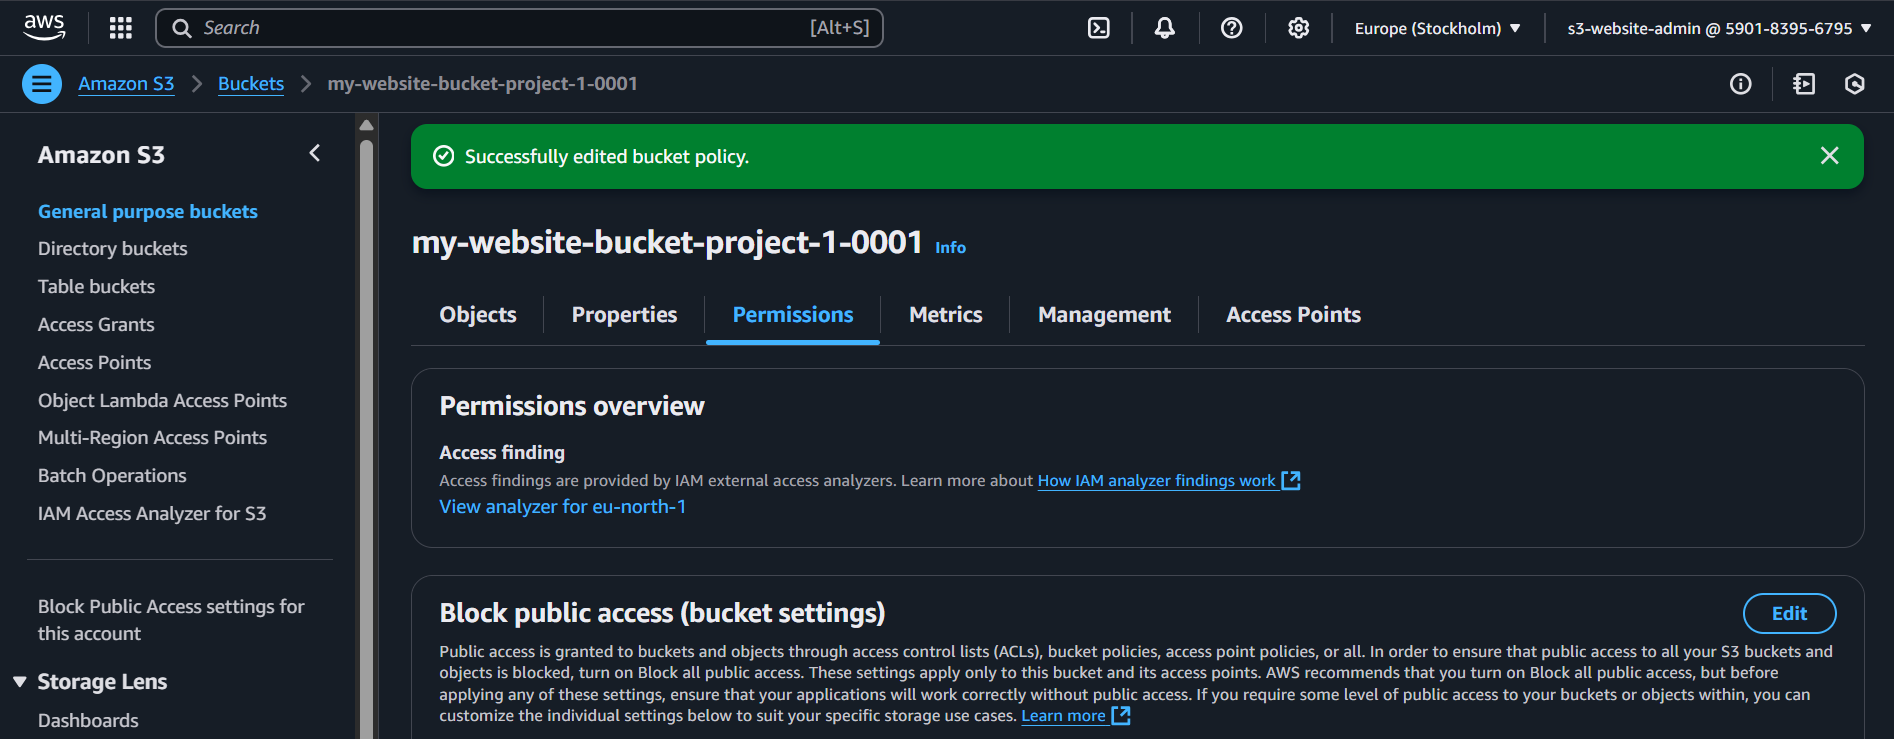 aws
Search [Alt+S]
Europe (Stockholm)
s3-website-admin @ 5901-8395-6795
Amazon S3 Buckets my-website-bucket-project-1-0001
Amazon S3
General purpose buckets
Directory buckets
Table buckets
Access Grants
Access Points
Object Lambda Access Points
Multi-Region Access Points
Batch Operations
IAM Access Analyzer for S3
Block Public Access settings for
this account
Storage Lens
Dashboards
Successfully edited bucket policy.
my-website-bucket-project-1-0001 Info
Objects Properties Permissions Metrics Management Access Points
Permissions overview
Access finding
Access findings are provided by IAM external access analyzers. Learn more about How IAM analyzer findings work
View analyzer for eu-north-1
Block public access (bucket settings)
Edit
Public access is granted to buckets and objects through access control lists (ACLs), bucket policies, access point policies, or all. In order to ensure that public access to all your S3 buckets and
objects is blocked, turn on Block all public access. These settings apply only to this bucket and its access points. AWS recommends that you turn on Block all public access, but before
applying any of these settings, ensure that your applications will work correctly without public access. If you require some level of public access to your buckets or objects within, you can
customize the individual settings below to suit your specific storage use cases. Learn more